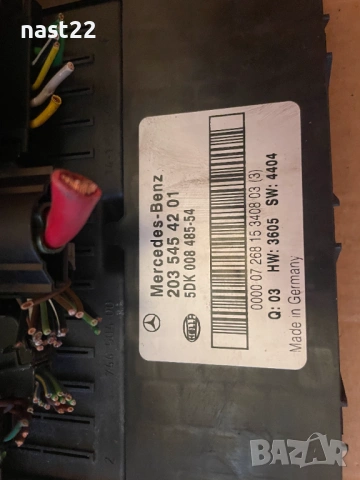 nast22
Mercedes-Benz
203 545 42 01
5DK 008 485-54
HELLA
0000 07 268 15 3408 03 (3)
Q: 03 HW: 3605 SW: 4404
Made in Germany
BAZAR